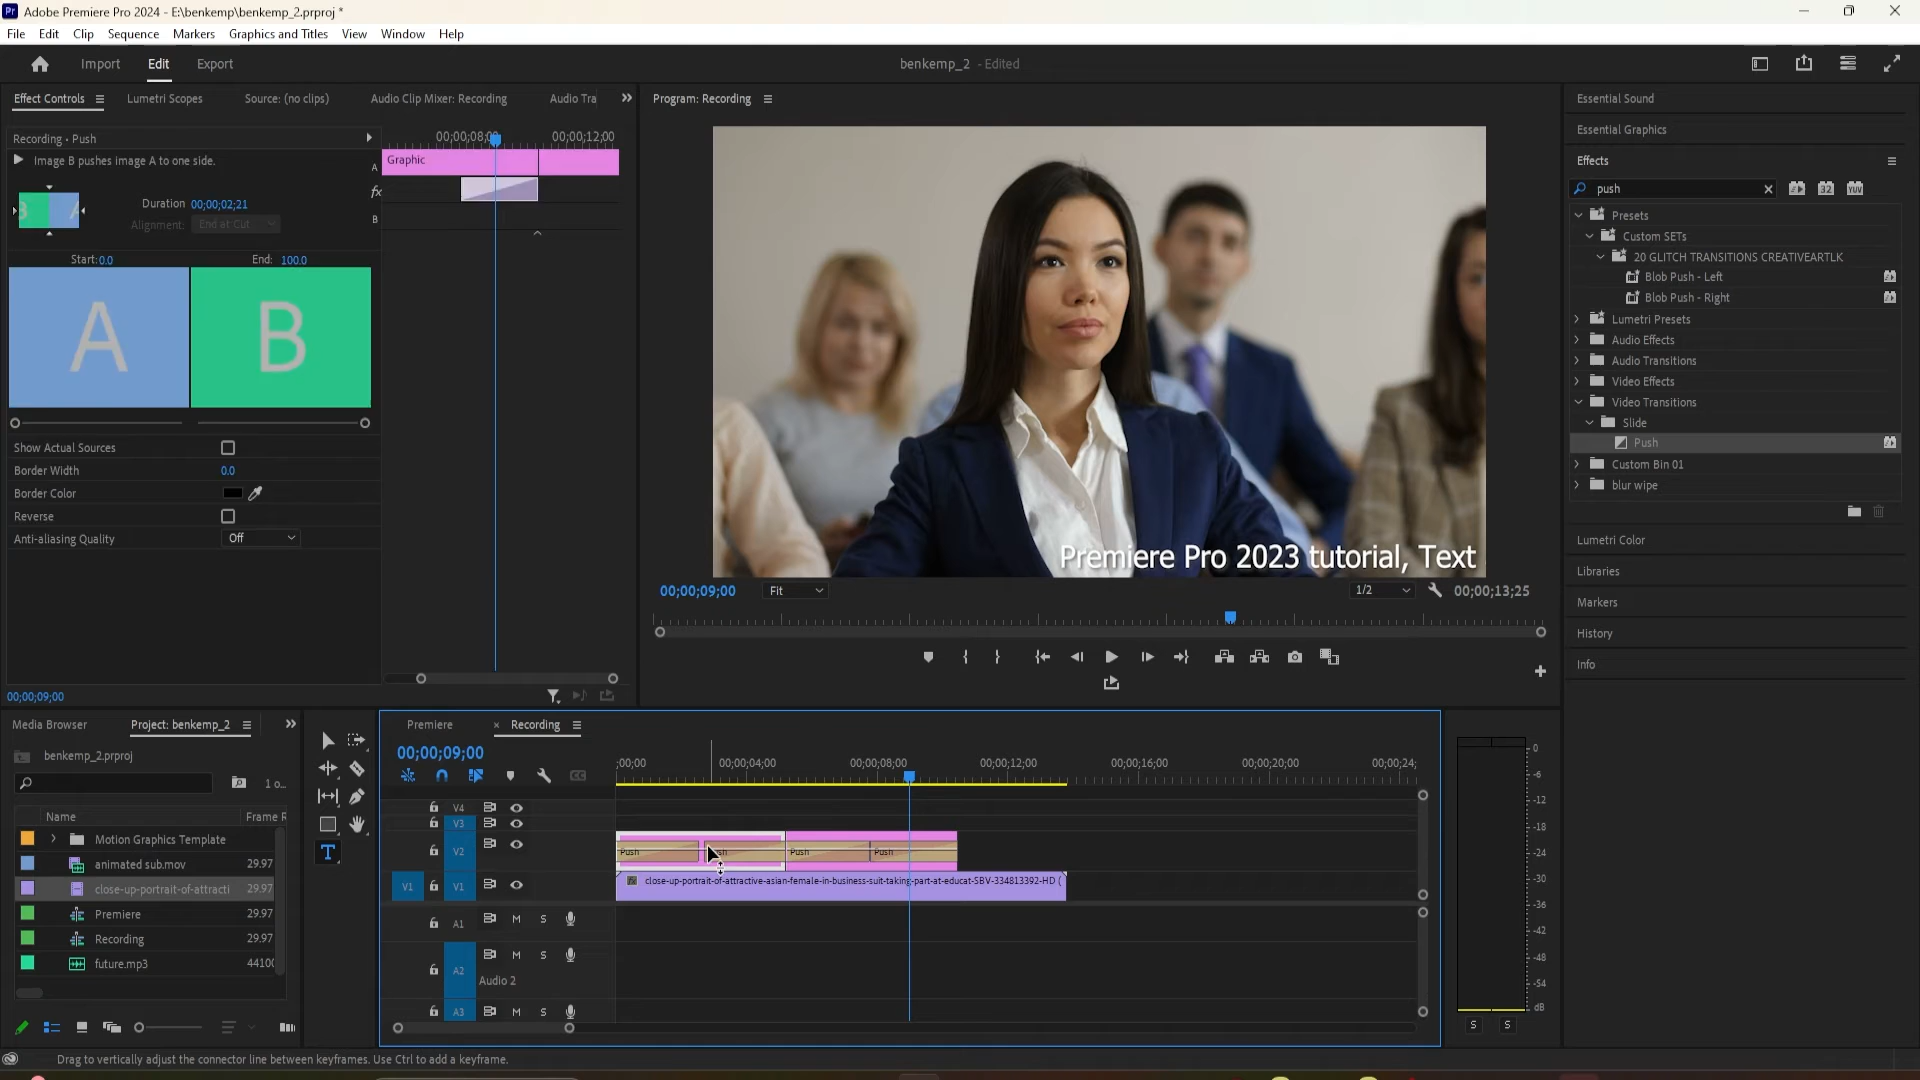 Adobe Premiere Pro 2024 - E:\benkemp\benkemp_2.prproj *
File Edit Clip Sequence Markers Graphics and Titles View Window Help
Import Edit Export
benkemp_2 - Edited
Effect Controls Lumetri Scopes Source: (no clips) Audio Clip Mixer: Recording Audio Tra
Recording • Push
00;00;08;00 00;00;12;00
Image B pushes image A to one side.
A Graphic
fx
B
Duration 00;00;02;21
Alignment: End at Cut
Start: 0.0 End: 100.0
A B
Show Actual Sources
Border Width 0.0
Border Color
Reverse
Anti-aliasing Quality Off
00;00;09;00
Program: Recording
Premiere Pro 2023 tutorial, Text
00;00;09;00 Fit 1/2 00;00;13;25
Essential Sound
Essential Graphics
Effects
push
32 YUV
Presets
Custom SETs
20 GLITCH TRANSITIONS CREATIVEARTLK
Blob Push - Left
Blob Push - Right
Lumetri Presets
Audio Effects
Audio Transitions
Video Effects
Video Transitions
Slide
Push
Custom Bin 01
blur wipe
Lumetri Color
Libraries
Markers
History
Info
Media Browser Project: benkemp_2
benkemp_2.prproj
1 o...
Name Frame R
Motion Graphics Template
animated sub.mov 29.97
close-up-portrait-of-attracti 29.97
Premiere 29.97
Recording 29.97
future.mp3 4410
Premiere × Recording
00;00;09;00
;00;00 00;00;04;00 00;00;08;00 00;00;12;00 00;00;16;00 00;00;20;00 00;00;24;
V4
V3
V2 Push Push Push Push
V1 V1 close-up-portrait-of-attractive-asian-female-in-business-suit-taking-part-at-educat-SBV-334813392-HD (
A1 M S
A2 M S
Audio 2
A3 M S
0
-6
-12
-18
-24
-30
-36
-42
-48
-54
dB
S S
Drag to vertically adjust the connector line between keyframes. Use Ctrl to add a keyframe.